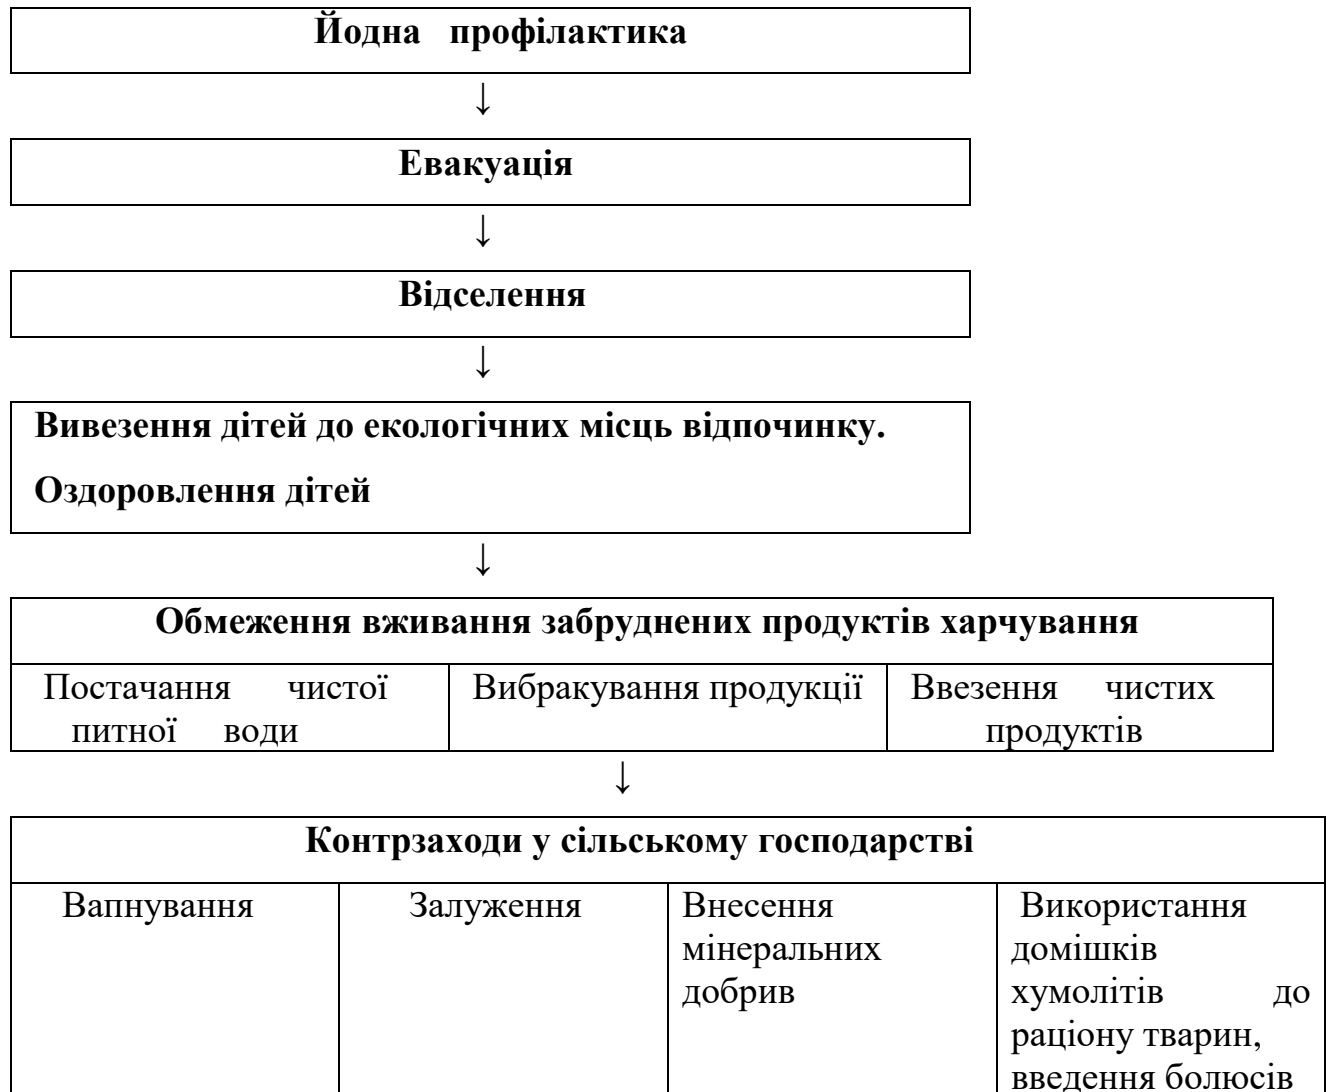 Йодна профілактика
↓
Евакуація
↓
Відселення
↓
Вивезення дітей до екологічних місць відпочинку.
Оздоровлення дітей
↓
Обмеження вживання забруднених продуктів харчування
Постачання чистої
питної води
Вибракування продукції
Ввезення чистих
продуктів
↓
Контрзаходи у сільському господарстві
Вапнування
Залуження
Внесення
мінеральних
добрив
Використання
домішків
хумолітів до
раціону тварин,
введення болюсів